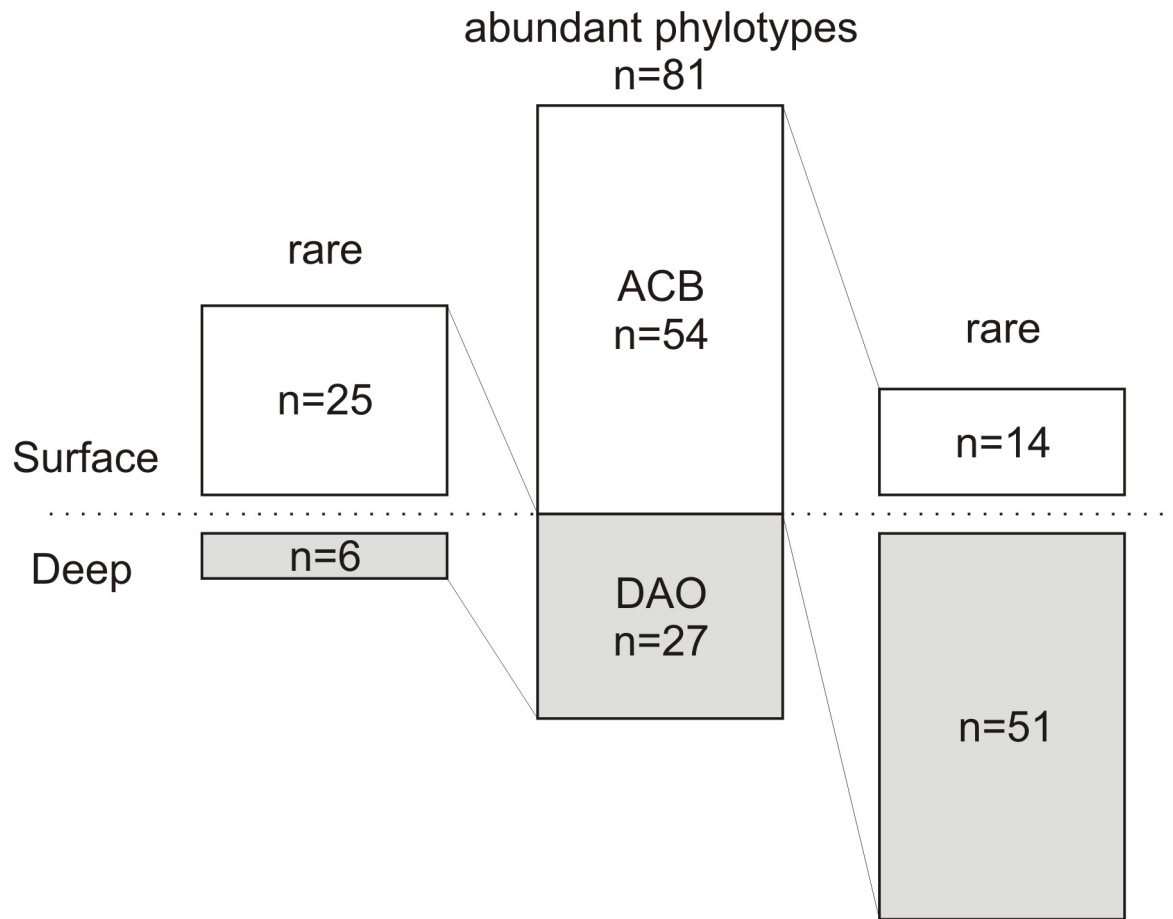 abundant phylotypes
n=81
rare
ACB
n=54
rare
n=25
n=14
Surface
Deep
n=6
DAO
n=27
n=51